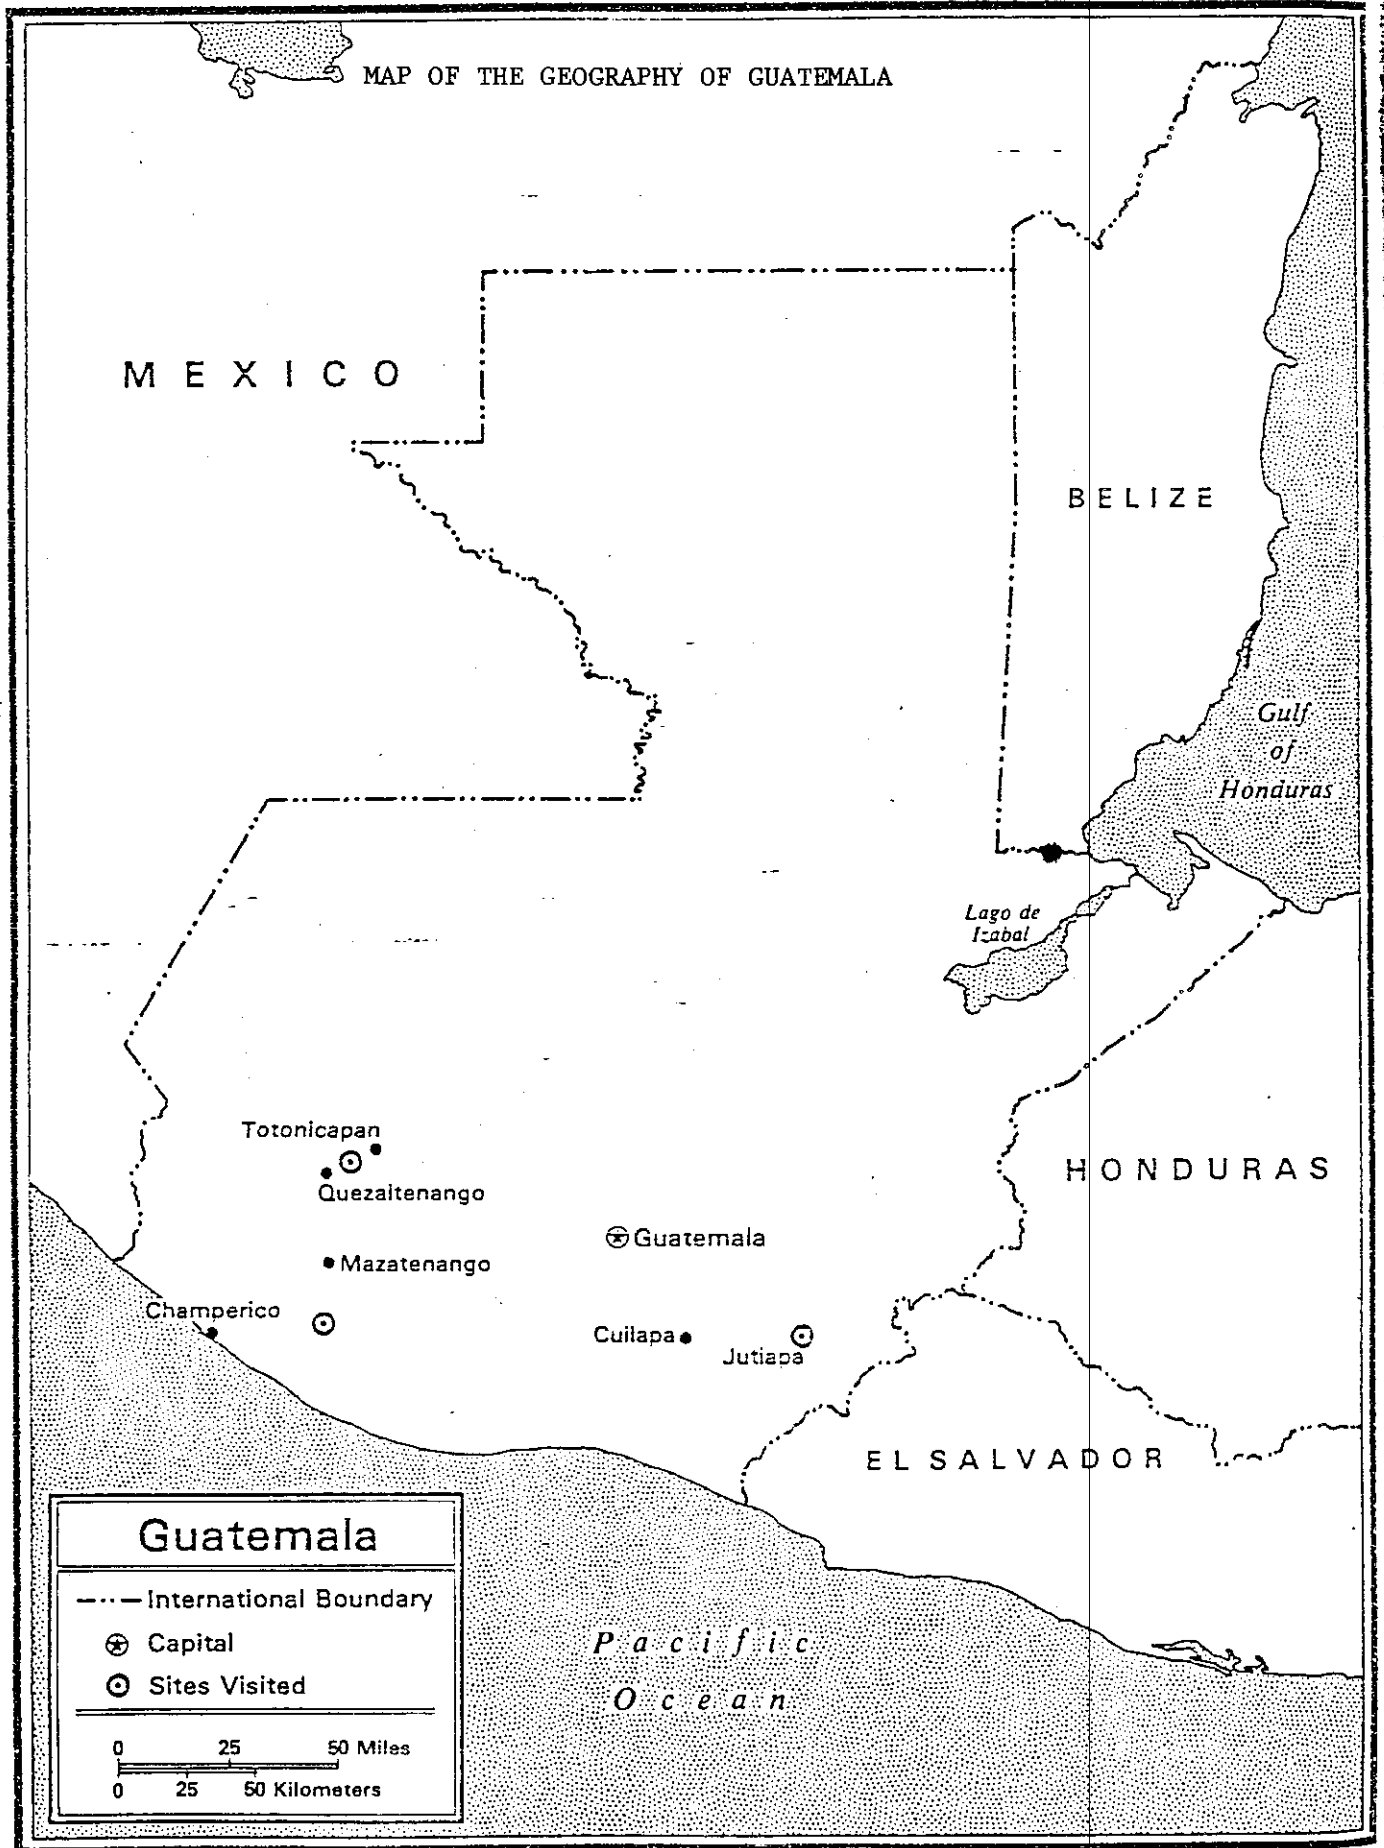 MAP OF THE GEOGRAPHY OF GUATEMALA
MEXICO
BELIZE
Gulf
of
Honduras
Lago de
Izabal
Totonicapan
Quezaltenango
HONDURAS
Guatemala
Mazatenango
Champerico
Cuilapa
Jutiapa
EL SALVADOR
Guatemala
International Boundary
Capital
Sites Visited
0 25 50 Miles
0 25 50 Kilometers
Pacific
Ocean